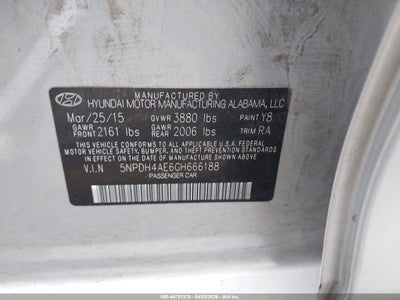 MANUFACTURED BY
HYUNDAI MOTOR MANUFACTURING ALABAMA, LLC
Mar/25/15 GVWR 3880 lbs PAINT Y8
GAWR FRONT 2161 lbs GAWR REAR 2006 lbs TRIM RA
THIS VEHICLE CONFORMS TO ALL APPLICABLE
FEDERAL MOTOR VEHICLE SAFETY, BUMPER, AND THEFT
PREVENTION STANDARDS IN EFFECT ON THE DATE OF
MANUFACTURE SHOWN ABOVE.
V.I.N 5NPDH4AE6GH666188
PASSENGER CAR